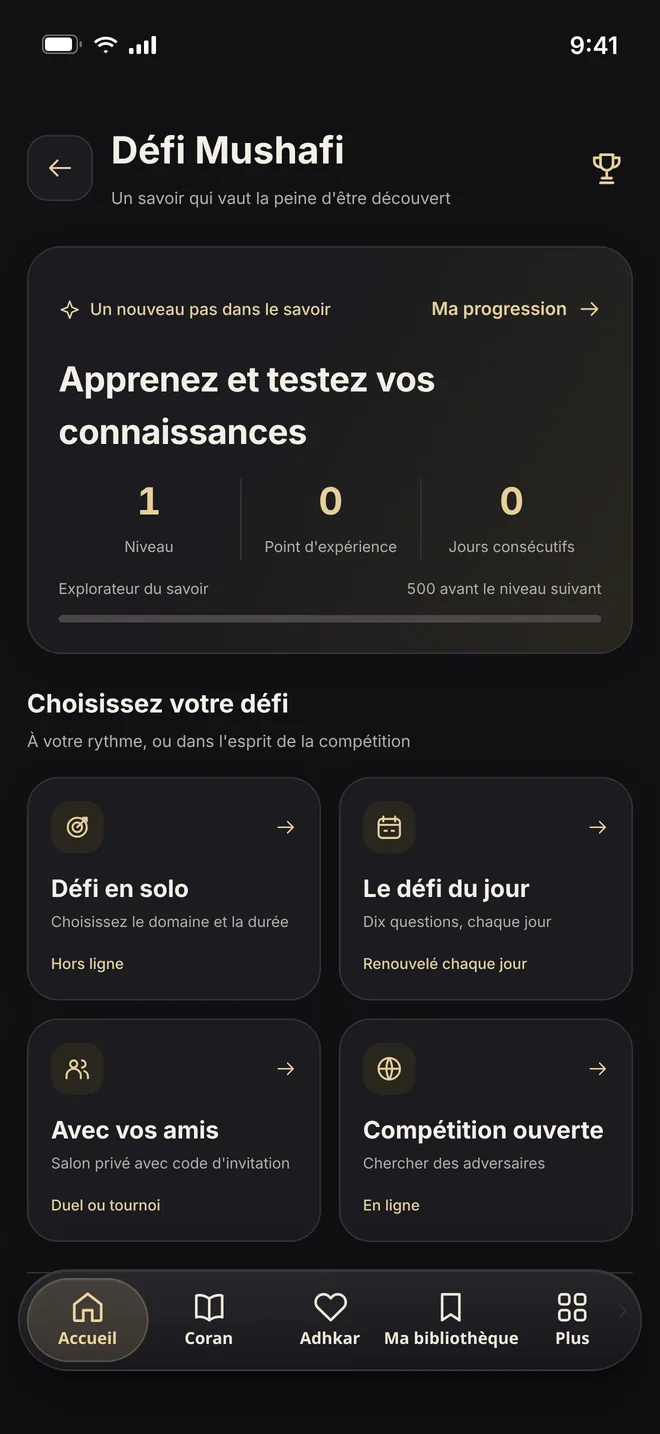 9:41
Défi Mushafi
Un savoir qui vaut la peine d'être découvert
Un nouveau pas dans le savoir
Ma progression
Apprenez et testez vos
connaissances
1
0
0
Niveau
Point d'expérience
Jours consécutifs
Explorateur du savoir
500 avant le niveau suivant
Choisissez votre défi
À votre rythme, ou dans l'esprit de la compétition
Défi en solo
Choisissez le domaine et la durée
Hors ligne
Le défi du jour
Dix questions, chaque jour
Renouvelé chaque jour
Avec vos amis
Salon privé avec code d'invitation
Duel ou tournoi
Compétition ouverte
Chercher des adversaires
En ligne
Accueil
Coran
Adhkar
Ma bibliothèque
Plus